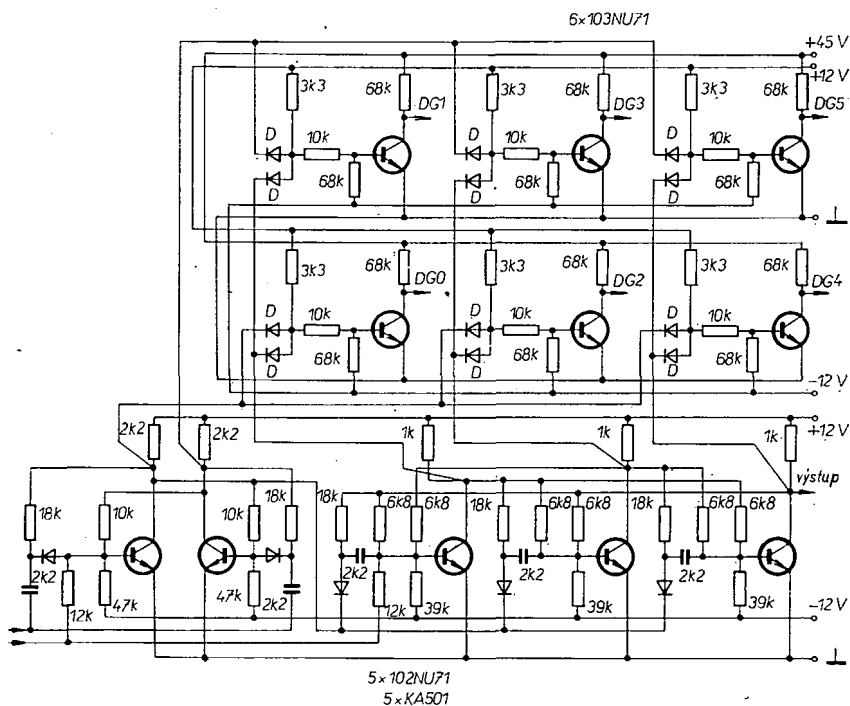 6×103NU71
+45 V
+12 V
3k3 68k DG1 3k3 68k DG3 3k3 68k DG5
D 10k D 10k D 10k
D 68k D 68k D 68k
⊥
3k3 68k DG0 3k3 68k DG2 3k3 68k DG4
D 10k D 10k D 10k
D 68k D 68k D 68k
−12 V
+12 V
2k2 2k2 1k 1k 1k
výstup
18k 10k 10k 18k 18k 6k8 6k8 18k 6k8 6k8 18k 6k8 6k8
2k2 12k 47k 47k 2k2 2k2 12k 39k 2k2 39k 2k2 39k
−12 V
⊥
5×102NU71
5×KA501